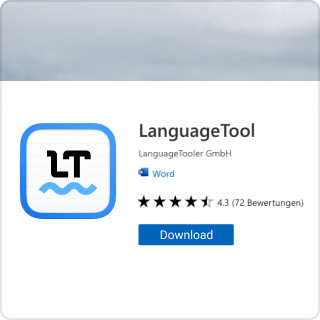 LT
LanguageTool
LanguageTooler GmbH
Word
4.3 (72 Bewertungen)
Download